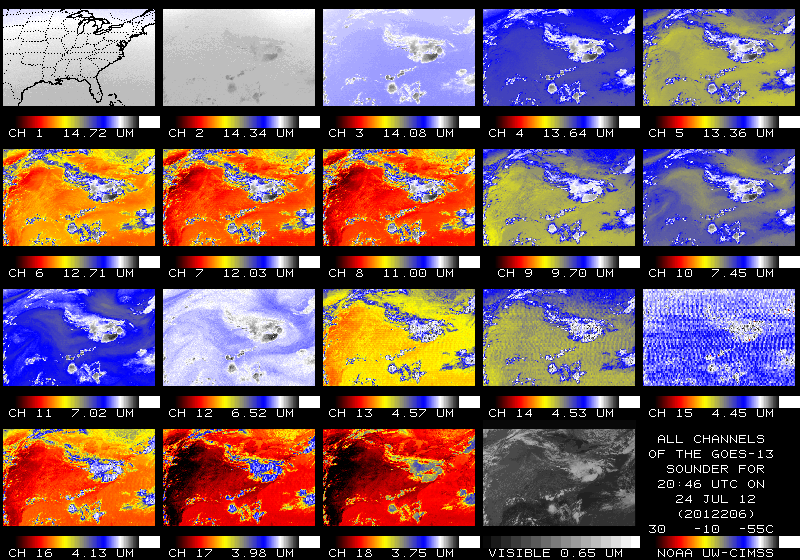 CH 1 14.72 UM
CH 2 14.34 UM
CH 3 14.08 UM
CH 4 13.64 UM
CH 5 13.36 UM
CH 6 12.71 UM
CH 7 12.03 UM
CH 8 11.00 UM
CH 9 9.70 UM
CH 10 7.45 UM
CH 11 7.02 UM
CH 12 6.52 UM
CH 13 4.57 UM
CH 14 4.53 UM
CH 15 4.45 UM
CH 16 4.13 UM
CH 17 3.98 UM
CH 18 3.75 UM
VISIBLE 0.65 UM
ALL CHANNELS
OF THE GOES-13
SOUNDER FOR
20:46 UTC ON
24 JUL 12
(2012206)
30 -10 -55C
NOAA UW-CIMSS